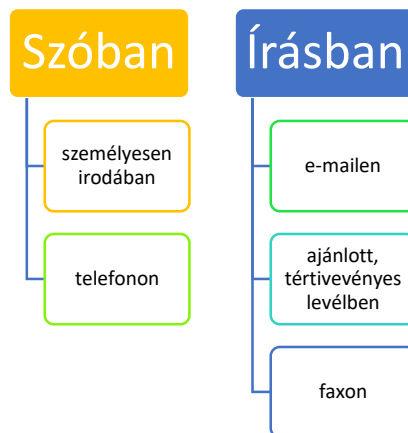 Szóban
személyesen
irodában
telefonon
Írásban
e-mailen
ajánlott,
tértivevényes
levélben
faxon